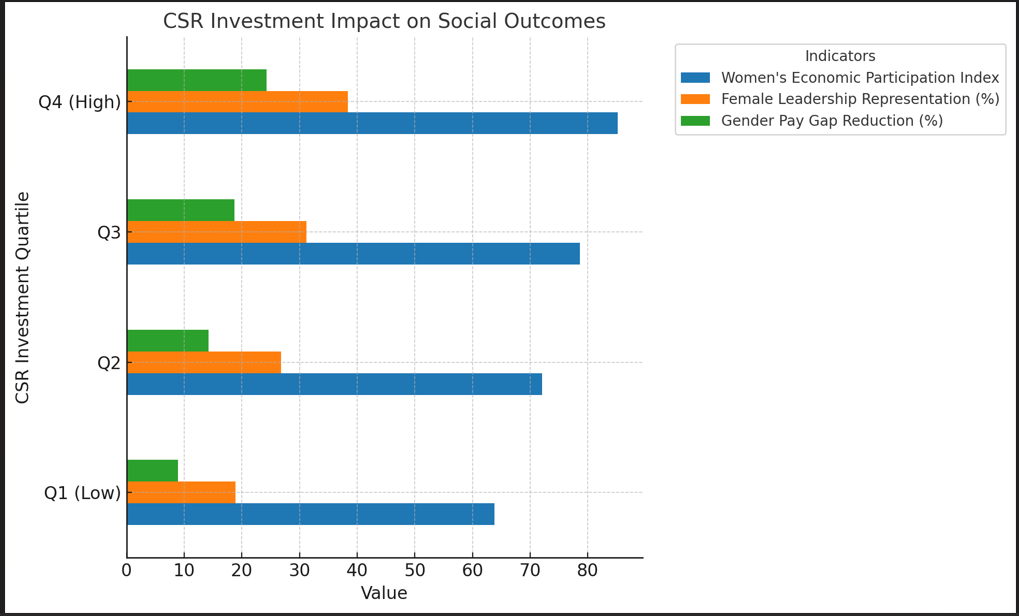 CSR Investment Impact on Social Outcomes
Indicators
Women's Economic Participation Index
Female Leadership Representation (%)
Gender Pay Gap Reduction (%)
CSR Investment Quartile
Q4 (High)
Q3
Q2
Q1 (Low)
0 10 20 30 40 50 60 70 80
Value